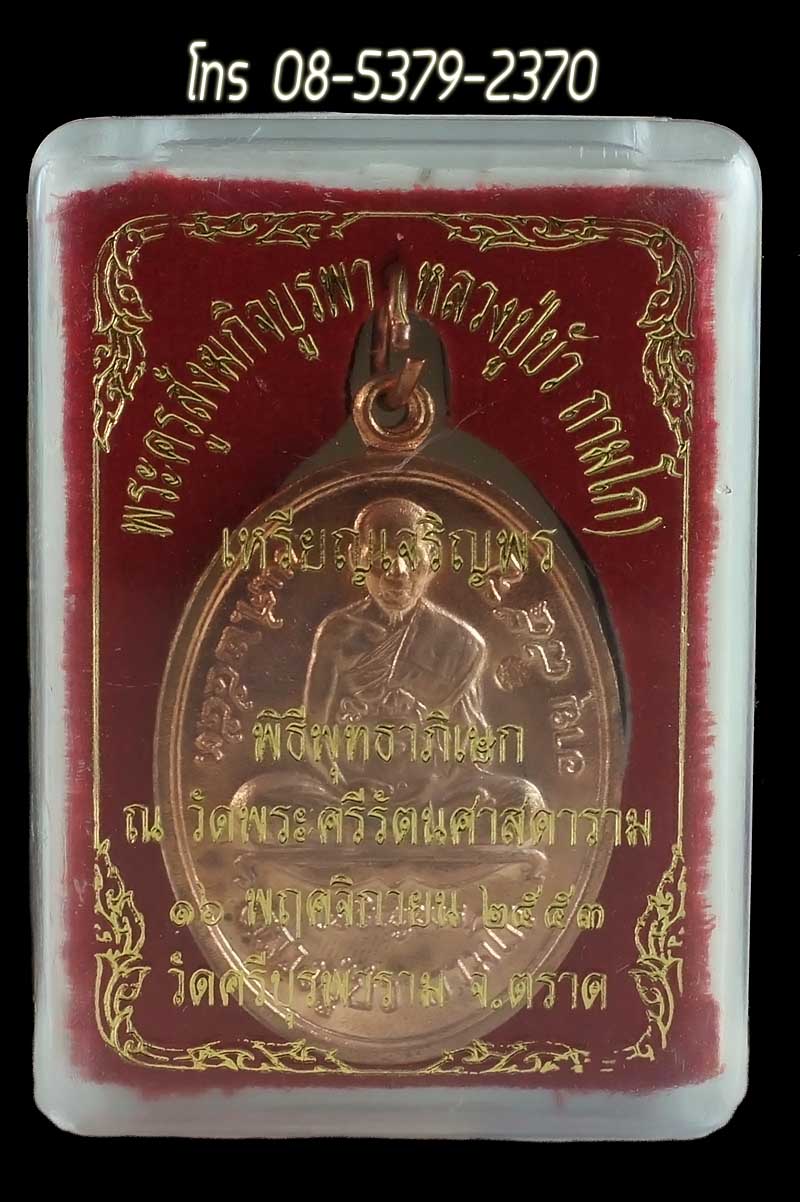 โทร 08-5379-2370
พระครูสังฆกิจบูรพา (หลวงปู่บัว ถามโก)
เหรียญเจริญพร
พิธีพุทธาภิเษก
ณ วัดพระศรีรัตนศาสดาราม
๑๖ พฤศจิกายน ๒๕๕๓
วัดศรีบุรพาราม จ.ตราด